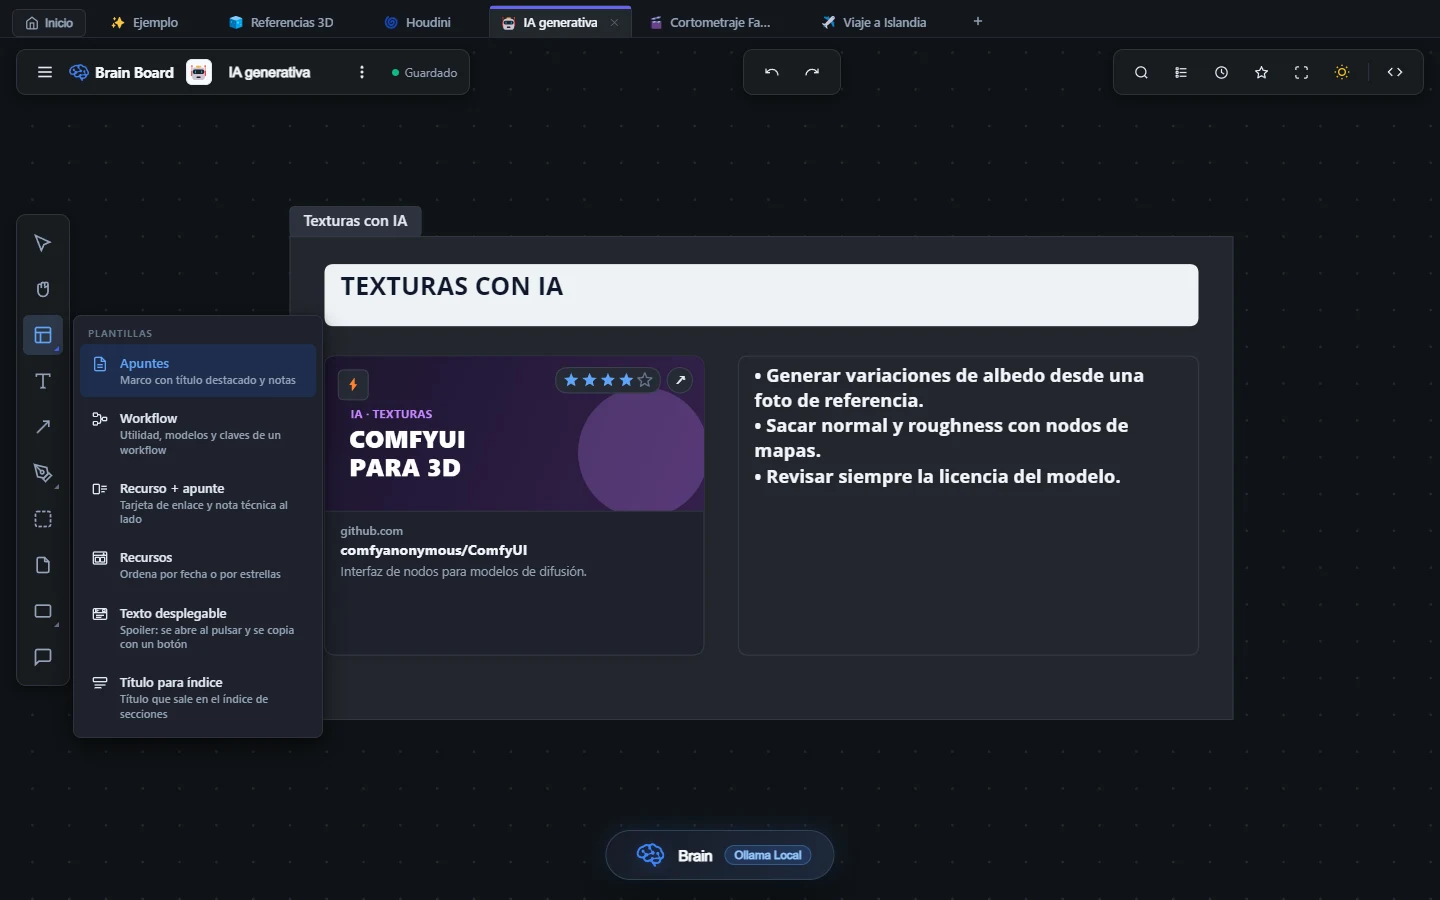 Inicio
Ejemplo
Referencias 3D
Houdini
IA generativa
Cortometraje Fa...
Viaje a Islandia
Brain Board
IA generativa
Guardado
Texturas con IA
TEXTURAS CON IA
PLANTILLAS
Apuntes
Marco con título destacado y notas
Workflow
Utilidad, modelos y claves de un
workflow
Recurso + apunte
Tarjeta de enlace y nota técnica al
lado
Recursos
Ordena por fecha o por estrellas
Texto desplegable
Spoiler: se abre al pulsar y se copia
con un botón
Título para índice
Título que sale en el índice de
secciones
IA · TEXTURAS
COMFYUI
PARA 3D
github.com
comfyanonymous/ComfyUI
Interfaz de nodos para modelos de difusión.
• Generar variaciones de albedo desde una
foto de referencia.
• Sacar normal y roughness con nodos de
mapas.
• Revisar siempre la licencia del modelo.
Brain
Ollama Local